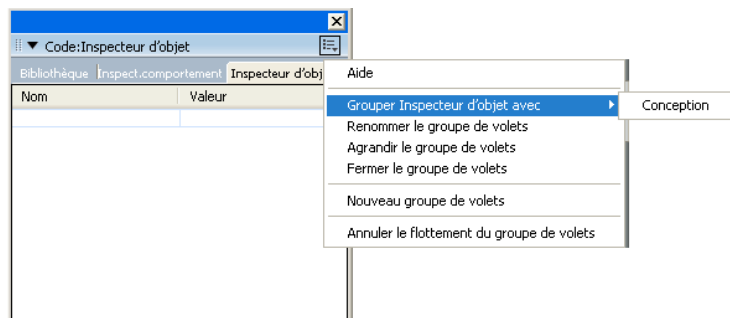 Code:Inspecteur d'objet
Bibliothèque Inspect.comportement Inspecteur d'obj
Nom Valeur
Aide
Grouper Inspecteur d'objet avec
Conception
Renommer le groupe de volets
Agrandir le groupe de volets
Fermer le groupe de volets
Nouveau groupe de volets
Annuler le flottement du groupe de volets